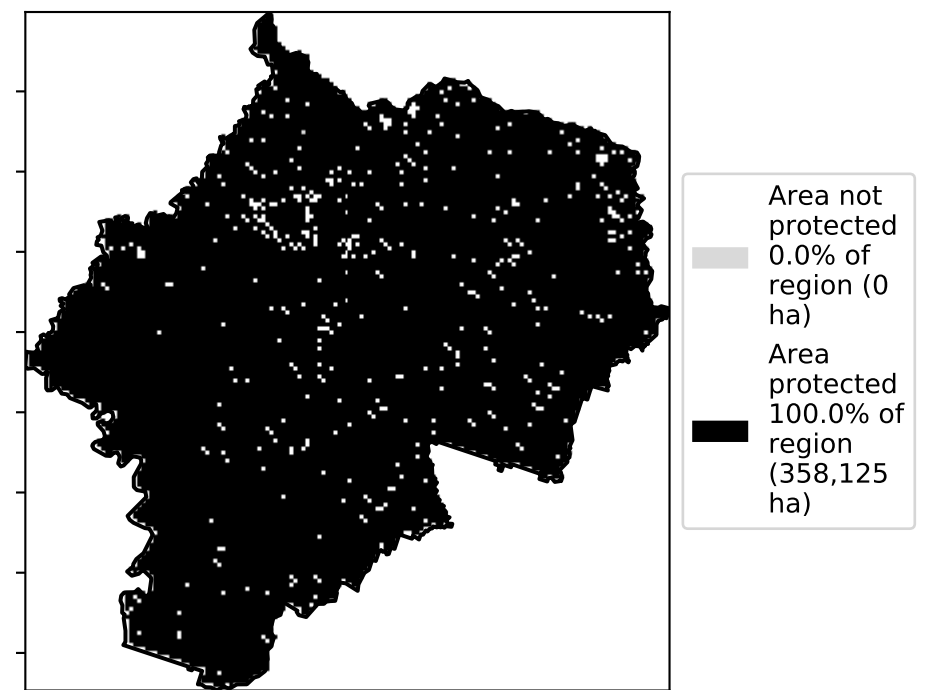 Area not
protected
0.0% of
region (0
ha)
Area
protected
100.0% of
region
(358,125
ha)